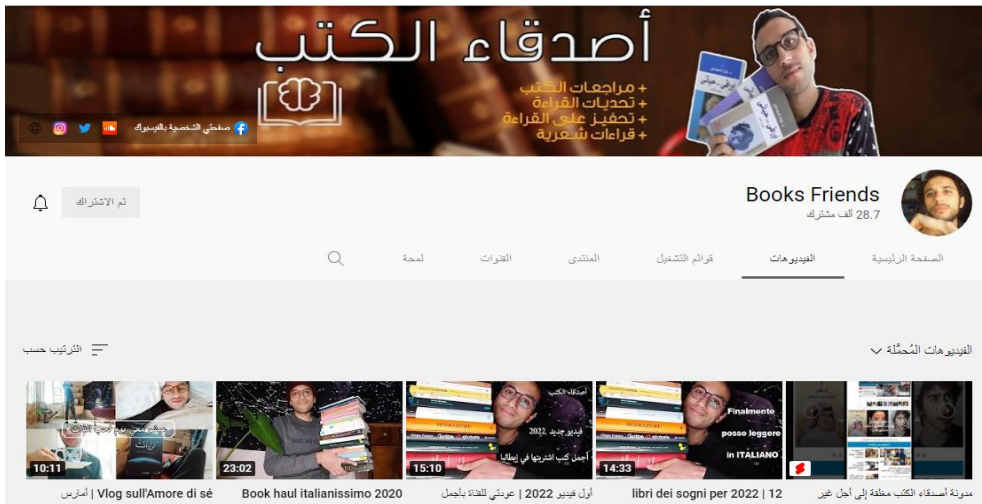 أصدقاء الكتب
+ مراجعات الكتب
+ تحديات القراءة
+ تحفيز على القراءة
+ قراءات شعرية
صفحتي الشخصية بالفيسبوك
Books Friends
28.7 ألف مشترك
تم الاشتراك
الصفحة الرئيسية
الفيديوهات
قوائم التشغيل
المنتدى
القنوات
لمحة
الفيديوهات المُحمَّلة
الترتيب حسب
Finalmente
posso leggere
in ITALIANO
14:33
أصدقاء الكتب
فيديو جديد 2022
أجمل كتب اشتريتها في إيطاليا
15:10
23:02
10:11
مدونة أصدقاء الكتب مغلقة إلى أجل غير
libri dei sogni per 2022 | 12
أول فيديو 2022 | عودتي للقناة بأجمل
Book haul italianissimo 2020
Vlog sull'Amore di sé | أمارس